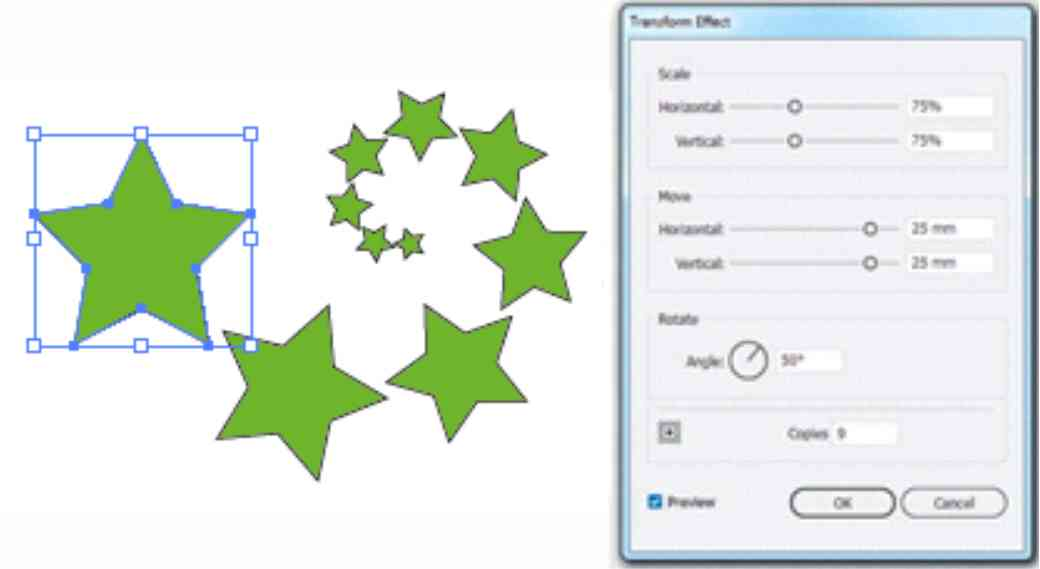 Transform Effect
Scale
Horizontal: 75%
Vertical: 75%
Move
Horizontal: 25 mm
Vertical: 25 mm
Rotate
Angle: 50°
Copies 9
Preview OK Cancel